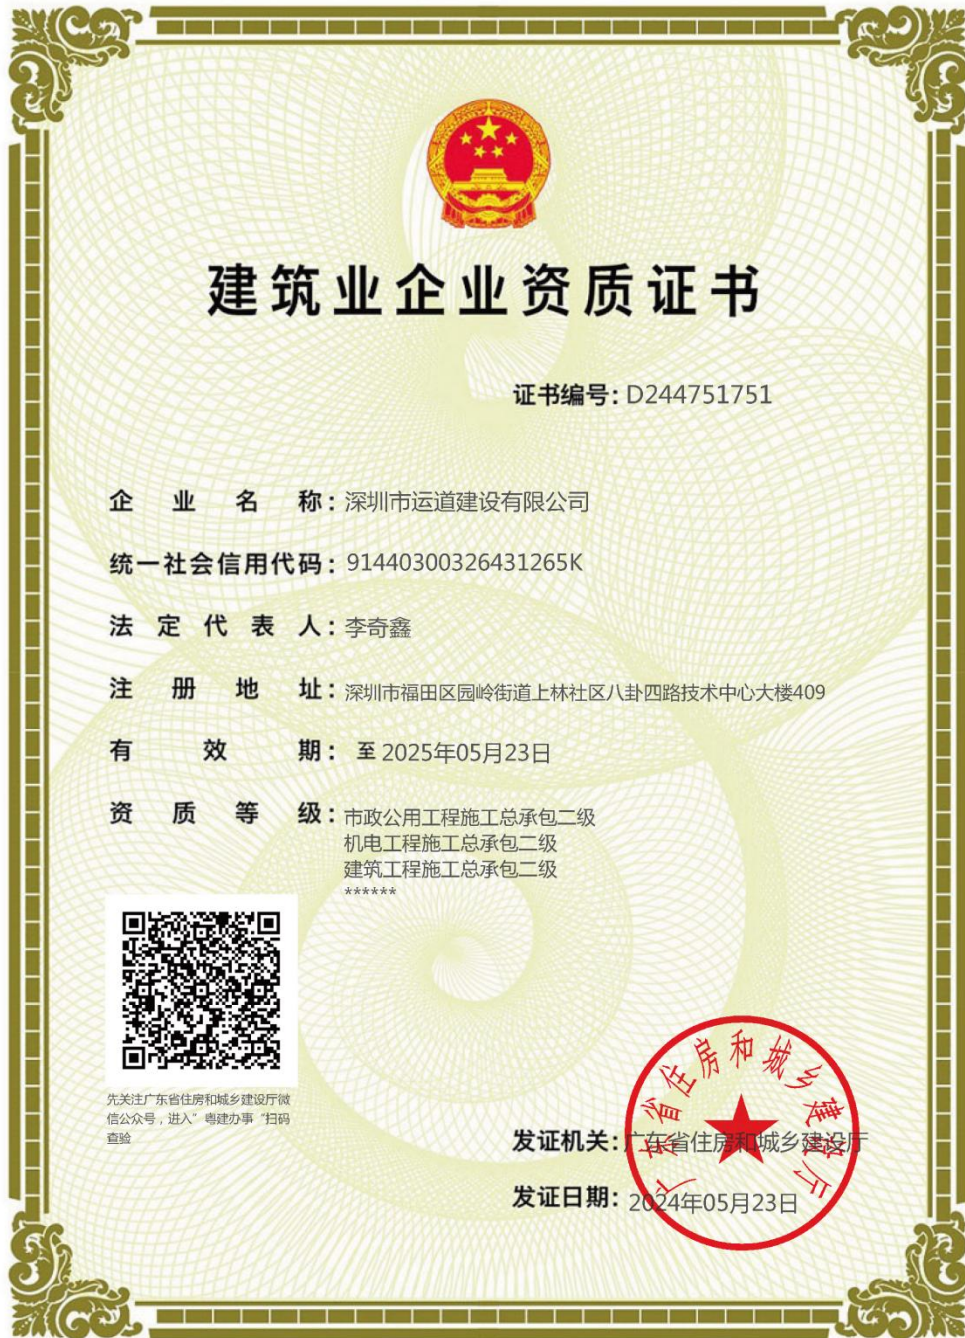 建筑业企业资质证书
证书编号：D244751751
企业名称：深圳市运道建设有限公司
统一社会信用代码：91440300326431265K
法定代表人：李奇鑫
注册地址：深圳市福田区园岭街道上林社区八卦四路技术中心大楼409
有效期：至 2025年05月23日
资质等级：市政公用工程施工总承包二级
机电工程施工总承包二级
建筑工程施工总承包二级
******
先关注广东省住房和城乡建设厅微
信公众号，进入”粤建办事“扫码
查验
广东省住房和城乡建设厅
发证机关：广东省住房和城乡建设厅
发证日期：2024年05月23日